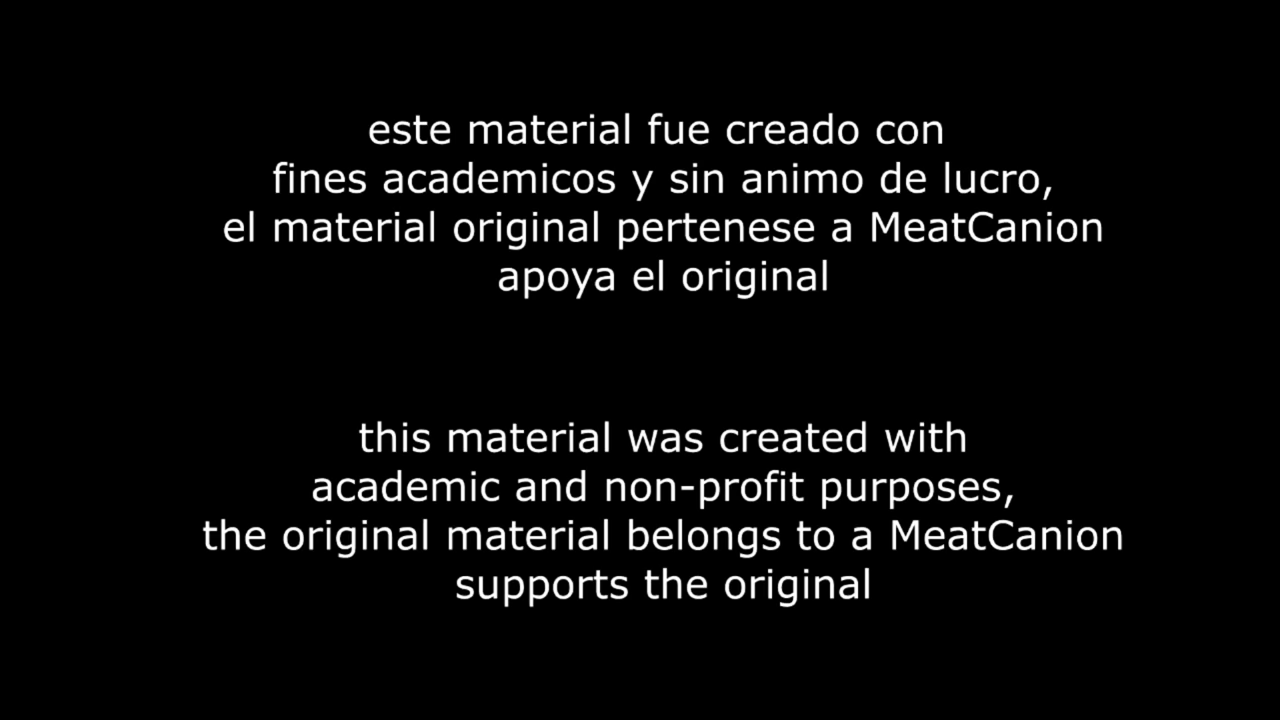 este material fue creado con
fines academicos y sin animo de lucro,
el material original pertenese a MeatCanion
apoya el original
this material was created with
academic and non-profit purposes,
the original material belongs to a MeatCanion
supports the original